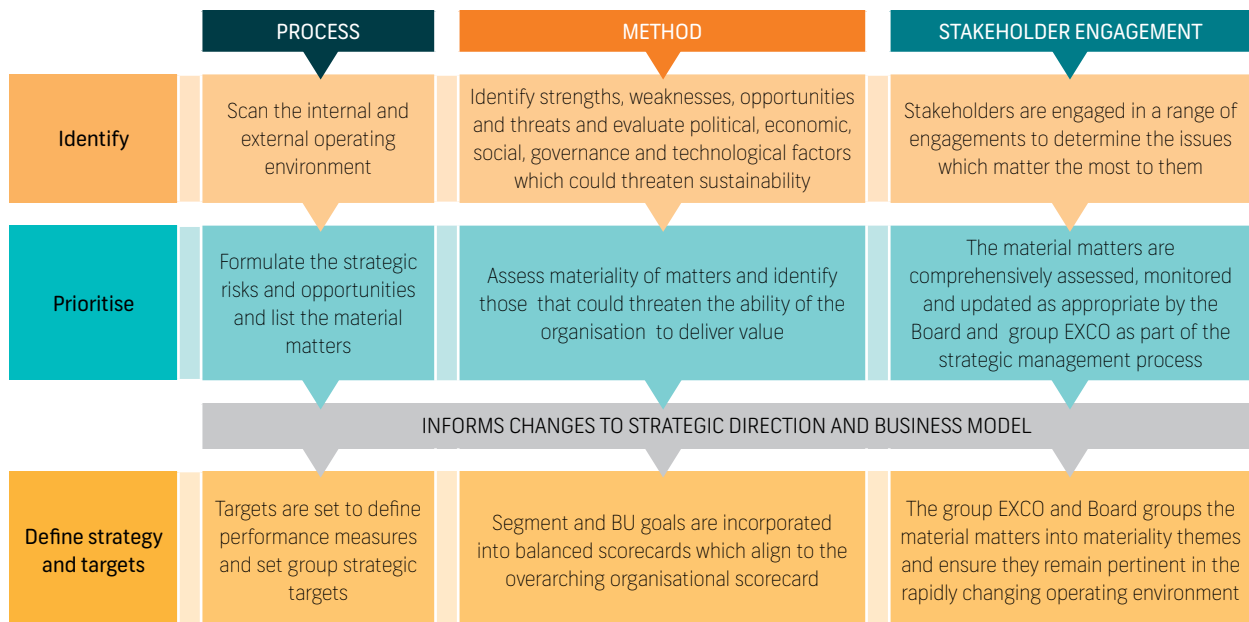 PROCESS
METHOD
STAKEHOLDER ENGAGEMENT
Identify
Scan the internal and
external operating
environment
Identify strengths, weaknesses, opportunities
and threats and evaluate political, economic,
social, governance and technological factors
which could threaten sustainability
Stakeholders are engaged in a range of
engagements to determine the issues
which matter the most to them
Prioritise
Formulate the strategic
risks and opportunities
and list the material
matters
Assess materiality of matters and identify
those that could threaten the ability of the
organisation to deliver value
The material matters are
comprehensively assessed, monitored
and updated as appropriate by the
Board and group EXCO as part of the
strategic management process
INFORMS CHANGES TO STRATEGIC DIRECTION AND BUSINESS MODEL
Define strategy
and targets
Targets are set to define
performance measures
and set group strategic
targets
Segment and BU goals are incorporated
into balanced scorecards which align to the
overarching organisational scorecard
The group EXCO and Board groups the
material matters into materiality themes
and ensure they remain pertinent in the
rapidly changing operating environment